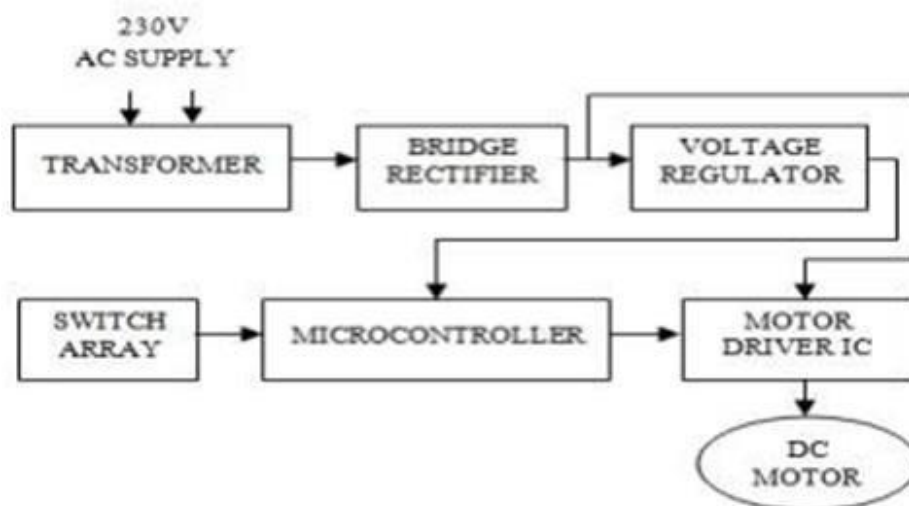 230V
AC SUPPLY
TRANSFORMER
BRIDGE
RECTIFIER
VOLTAGE
REGULATOR
SWITCH
ARRAY
MICROCONTROLLER
MOTOR
DRIVER IC
DC
MOTOR